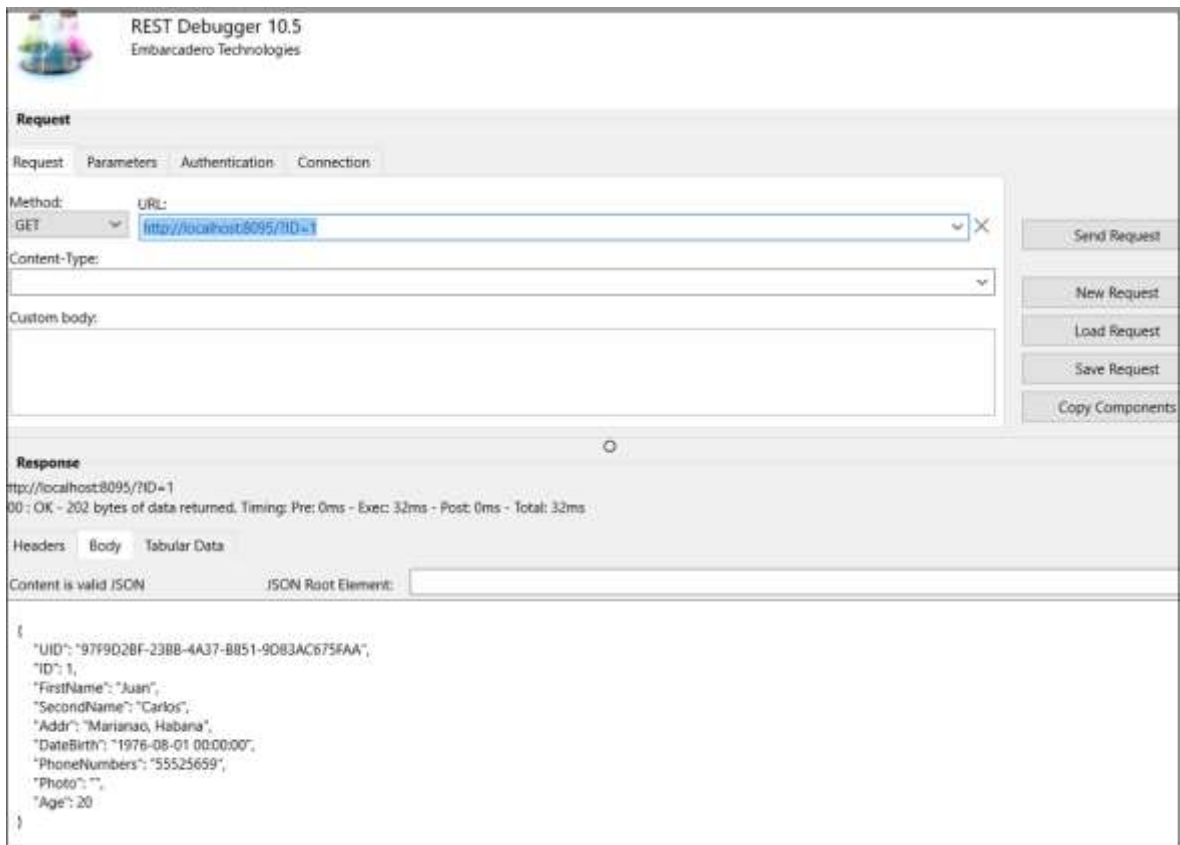 REST Debugger 10.5
Embarcadero Technologies
Request
Request Parameters Authentication Connection
Method: URL:
GET http://localhost:8095/?ID=1
Send Request
Content-Type:
New Request
Custom body:
Load Request
Save Request
Copy Components
Response
ttp://localhost:8095/?ID=1
00 : OK - 202 bytes of data returned. Timing: Pre: 0ms - Exec: 32ms - Post: 0ms - Total: 32ms
Headers Body Tabular Data
Content is valid JSON JSON Root Element:
{
"UID": "97F9D2BF-23BB-4A37-B851-9D83AC675FAA",
"ID": 1,
"FirstName": "Juan",
"SecondName": "Carlos",
"Addr": "Marianao, Habana",
"DateBirth": "1976-08-01 00:00:00",
"PhoneNumbers": "55525659",
"Photo": "",
"Age": 20
}